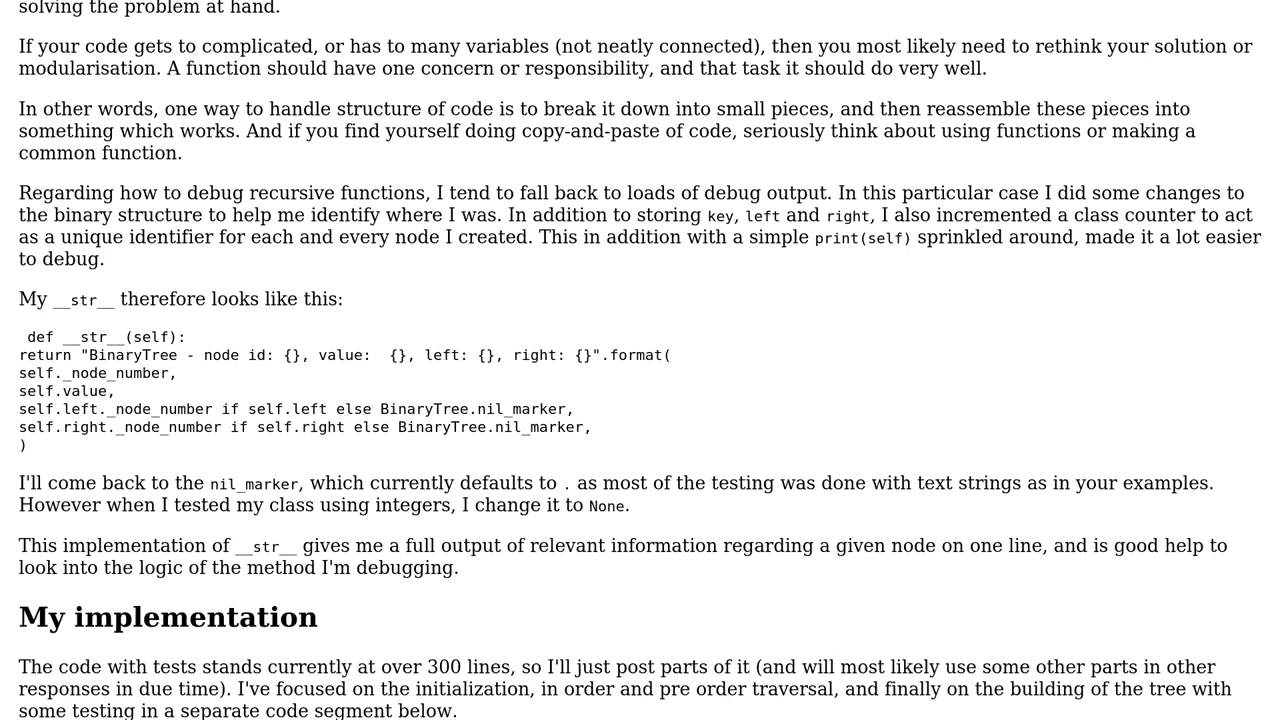 solving the problem at hand.
If your code gets to complicated, or has to many variables (not neatly connected), then you most likely need to rethink your solution or
modularisation. A function should have one concern or responsibility, and that task it should do very well.
In other words, one way to handle structure of code is to break it down into small pieces, and then reassemble these pieces into
something which works. And if you find yourself doing copy-and-paste of code, seriously think about using functions or making a
common function.
Regarding how to debug recursive functions, I tend to fall back to loads of debug output. In this particular case I did some changes to
the binary structure to help me identify where I was. In addition to storing key, left and right, I also incremented a class counter to act
as a unique identifier for each and every node I created. This in addition with a simple print(self) sprinkled around, made it a lot easier
to debug.
My __str__ therefore looks like this:
def __str__(self):
return "BinaryTree - node id: {}, value:  {}, left: {}, right: {}".format(
self._node_number,
self.value,
self.left._node_number if self.left else BinaryTree.nil_marker,
self.right._node_number if self.right else BinaryTree.nil_marker,
)
I'll come back to the nil_marker, which currently defaults to . as most of the testing was done with text strings as in your examples.
However when I tested my class using integers, I change it to None.
This implementation of __str__ gives me a full output of relevant information regarding a given node on one line, and is good help to
look into the logic of the method I'm debugging.
My implementation
The code with tests stands currently at over 300 lines, so I'll just post parts of it (and will most likely use some other parts in other
responses in due time). I've focused on the initialization, in order and pre order traversal, and finally on the building of the tree with
some testing in a separate code segment below.